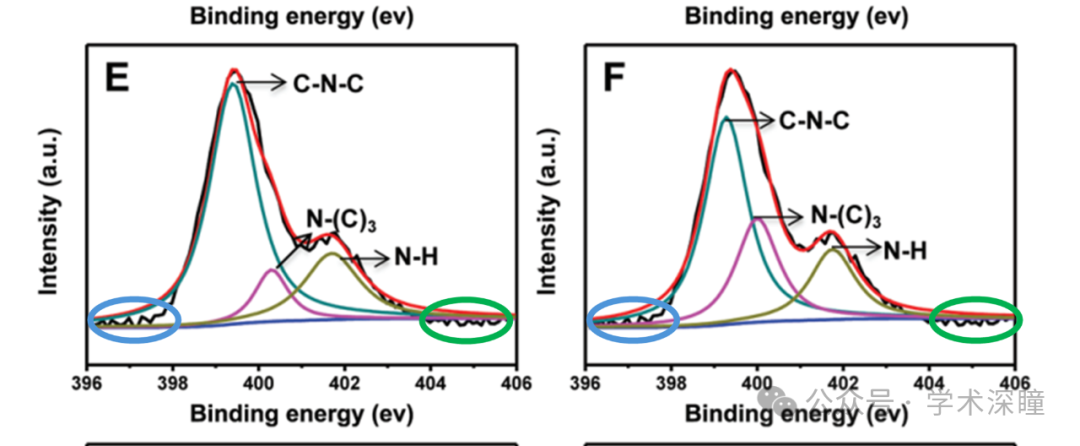 Binding energy (ev)
Binding energy (ev)
E
C-N-C
N-(C)₃
N-H
Intensity (a.u.)
396 398 400 402 404 406
Binding energy (ev)
F
C-N-C
N-(C)₃
N-H
Intensity (a.u.)
396 398 400 402 404 406
Binding energy (ev)
公众号 · 学术深瞳